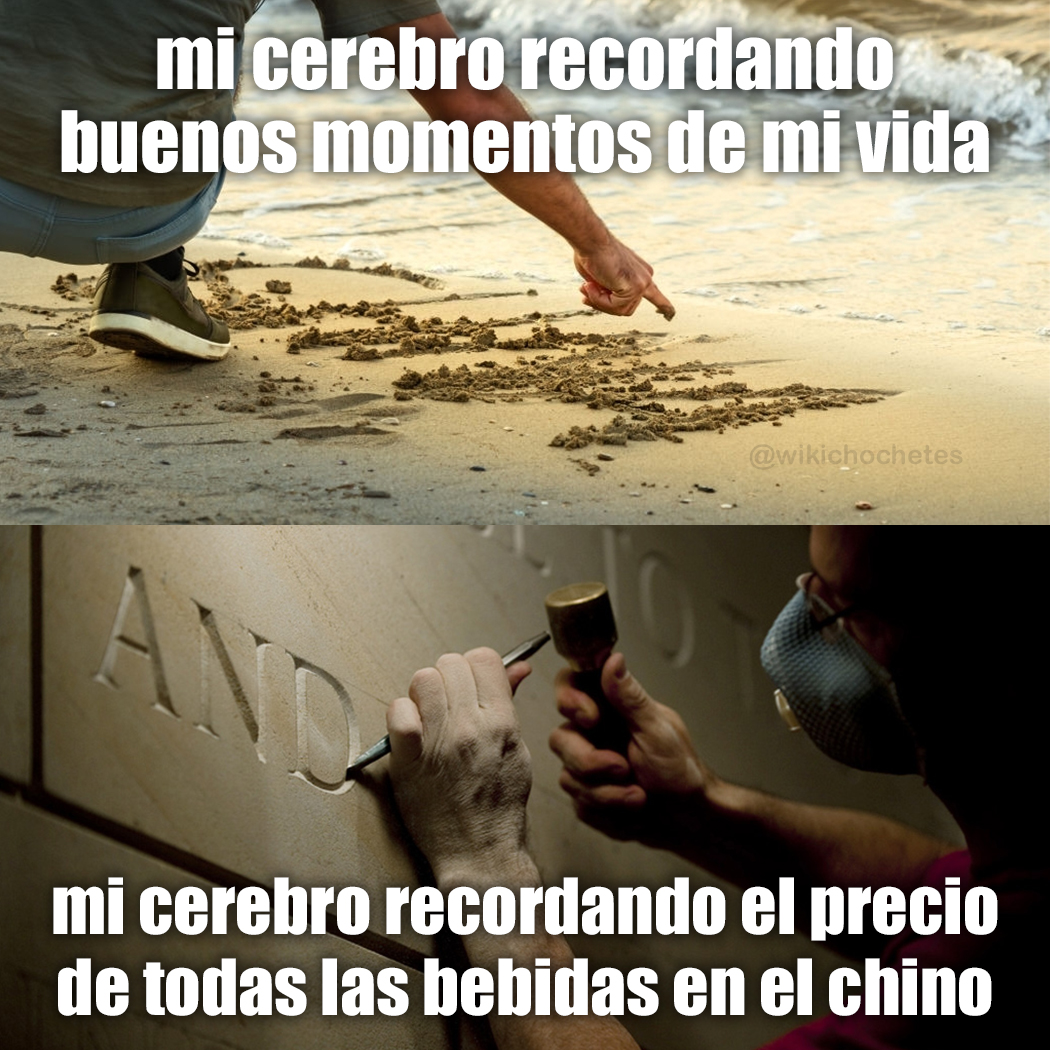 mi cerebro recordando
buenos momentos de mi vida
@wikichochetes
AND
mi cerebro recordando el precio
de todas las bebidas en el chino